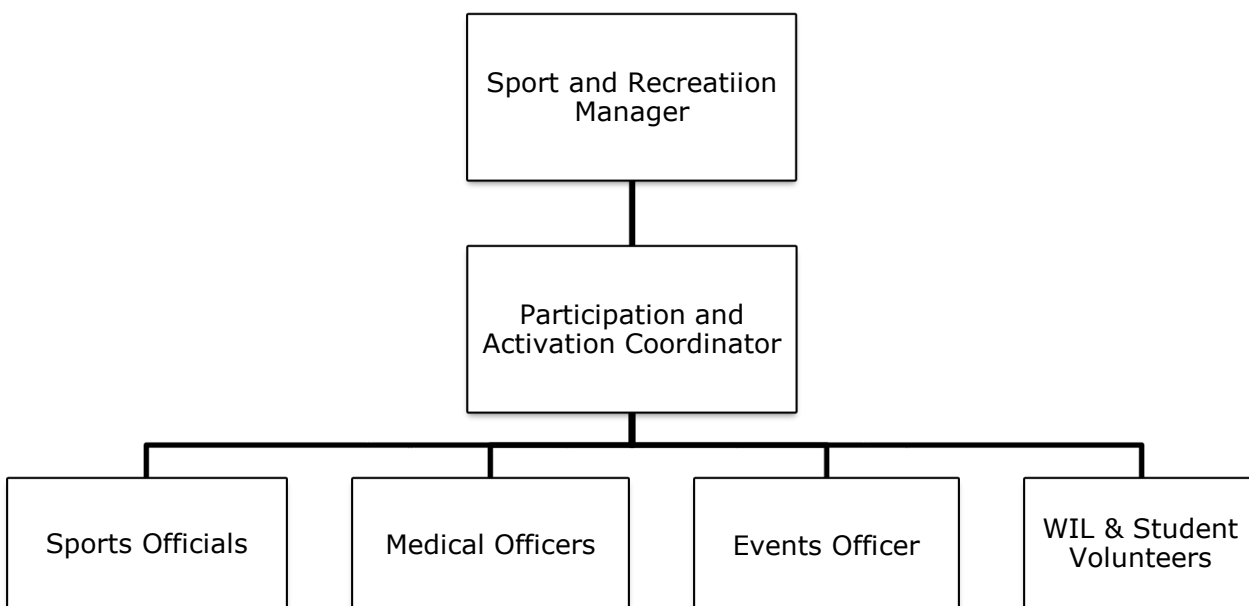 Sport and Recreatiion
Manager
Participation and
Activation Coordinator
Sports Officials
Medical Officers
Events Officer
WIL & Student
Volunteers